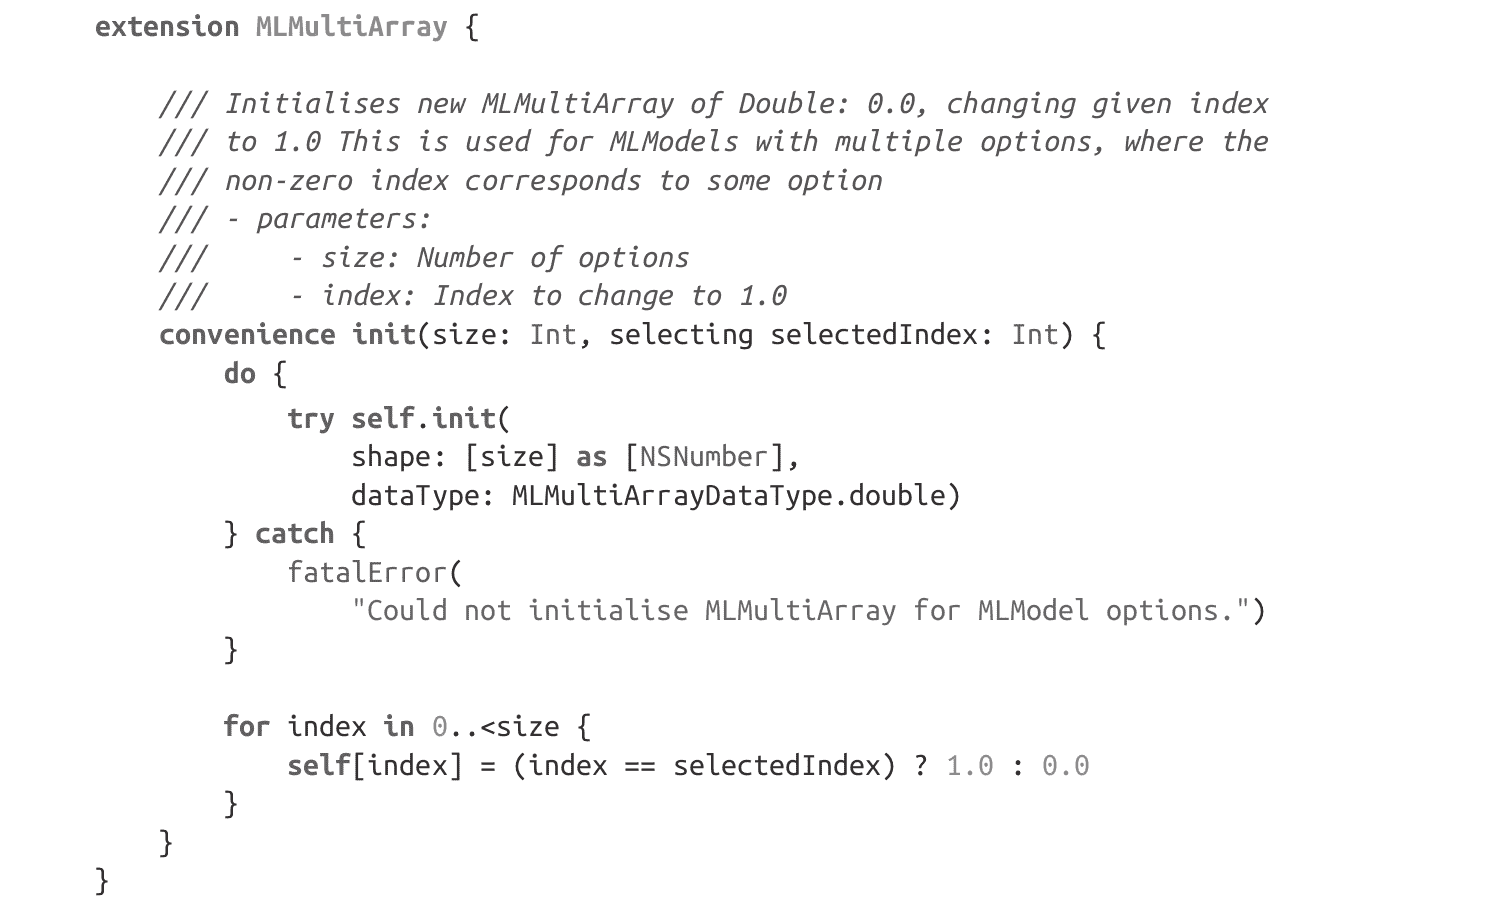 extension MLMultiArray {

    /// Initialises new MLMultiArray of Double: 0.0, changing given index
    /// to 1.0 This is used for MLModels with multiple options, where the
    /// non-zero index corresponds to some option
    /// - parameters:
    ///     - size: Number of options
    ///     - index: Index to change to 1.0
    convenience init(size: Int, selecting selectedIndex: Int) {
        do {
            try self.init(
                shape: [size] as [NSNumber],
                dataType: MLMultiArrayDataType.double)
        } catch {
            fatalError(
                "Could not initialise MLMultiArray for MLModel options.")
        }

        for index in 0..<size {
            self[index] = (index == selectedIndex) ? 1.0 : 0.0
        }
    }
}